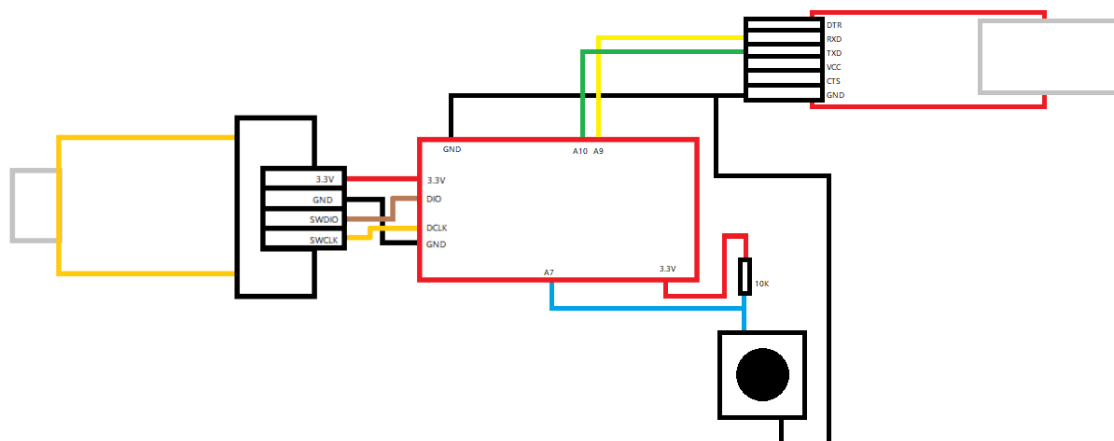 DTR
RXD
TXD
VCC
CTS
GND
GND
A10 A9
3.3V
GND
SWDIO
SWCLK
3.3V
DIO
DCLK
GND
A7
3.3V
10K